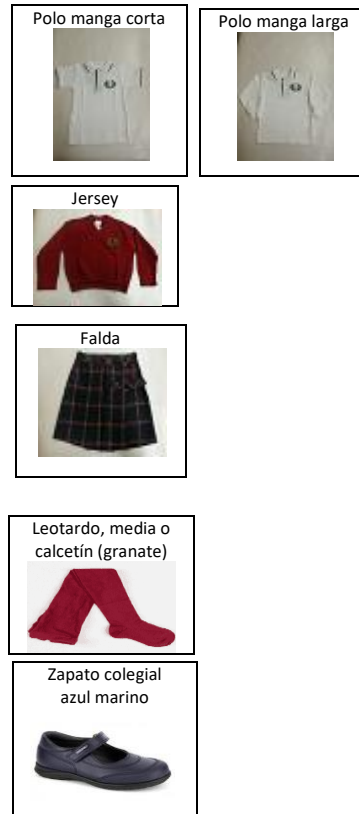 Polo manga corta
Polo manga larga
Jersey
Falda
Leotardo, media o
calcetín (granate)
Zapato colegial
azul marino